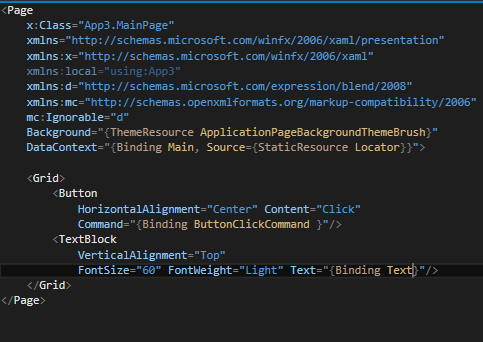 <Page
x:Class="App3.MainPage"
xmlns="http://schemas.microsoft.com/winfx/2006/xaml/presentation"
xmlns:x="http://schemas.microsoft.com/winfx/2006/xaml"
xmlns:local="using:App3"
xmlns:d="http://schemas.microsoft.com/expression/blend/2008"
xmlns:mc="http://schemas.openxmlformats.org/markup-compatibility/2006"
mc:Ignorable="d"
Background="{ThemeResource ApplicationPageBackgroundThemeBrush}"
DataContext="{Binding Main, Source={StaticResource Locator}}">
<Grid>
<Button
HorizontalAlignment="Center" Content="Click"
Command="{Binding ButtonClickCommand }"/>
<TextBlock
VerticalAlignment="Top"
FontSize="60" FontWeight="Light" Text="{Binding Text}"/>
</Grid>
</Page>